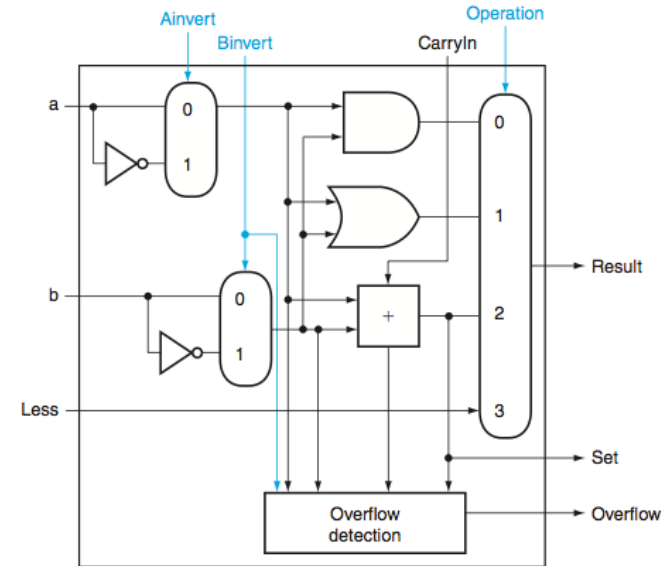 Operation
Ainvert
Binvert
CarryIn
a
0
1
0
1
Result
b
0
1
+
2
Less
3
Set
Overflow
detection
Overflow